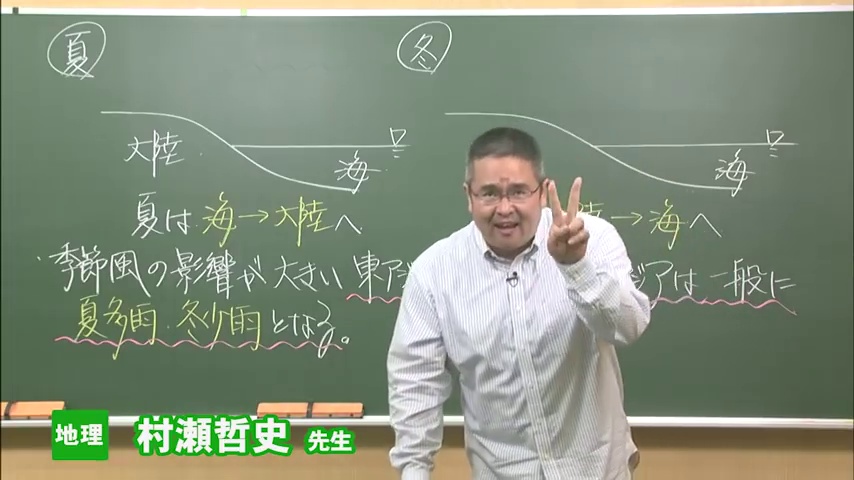 夏
冬
大陸
海
海
夏は海→大陸へ
→海へ
季節風の影響が大きい東アジアは一般に
夏多雨・冬少雨となる。
地理
村瀬哲史 先生